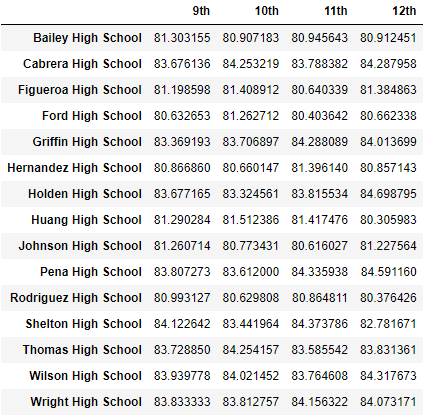 9th 10th 11th 12th
Bailey High School 81.303155 80.907183 80.945643 80.912451
Cabrera High School 83.676136 84.253219 83.788382 84.287958
Figueroa High School 81.198598 81.408912 80.640339 81.384863
Ford High School 80.632653 81.262712 80.403642 80.662338
Griffin High School 83.369193 83.706897 84.288089 84.013699
Hernandez High School 80.866860 80.660147 81.396140 80.857143
Holden High School 83.677165 83.324561 83.815534 84.698795
Huang High School 81.290284 81.512386 81.417476 80.305983
Johnson High School 81.260714 80.773431 80.616027 81.227564
Pena High School 83.807273 83.612000 84.335938 84.591160
Rodriguez High School 80.993127 80.629808 80.864811 80.376426
Shelton High School 84.122642 83.441964 84.373786 82.781671
Thomas High School 83.728850 84.254157 83.585542 83.831361
Wilson High School 83.939778 84.021452 83.764608 84.317673
Wright High School 83.833333 83.812757 84.156322 84.073171